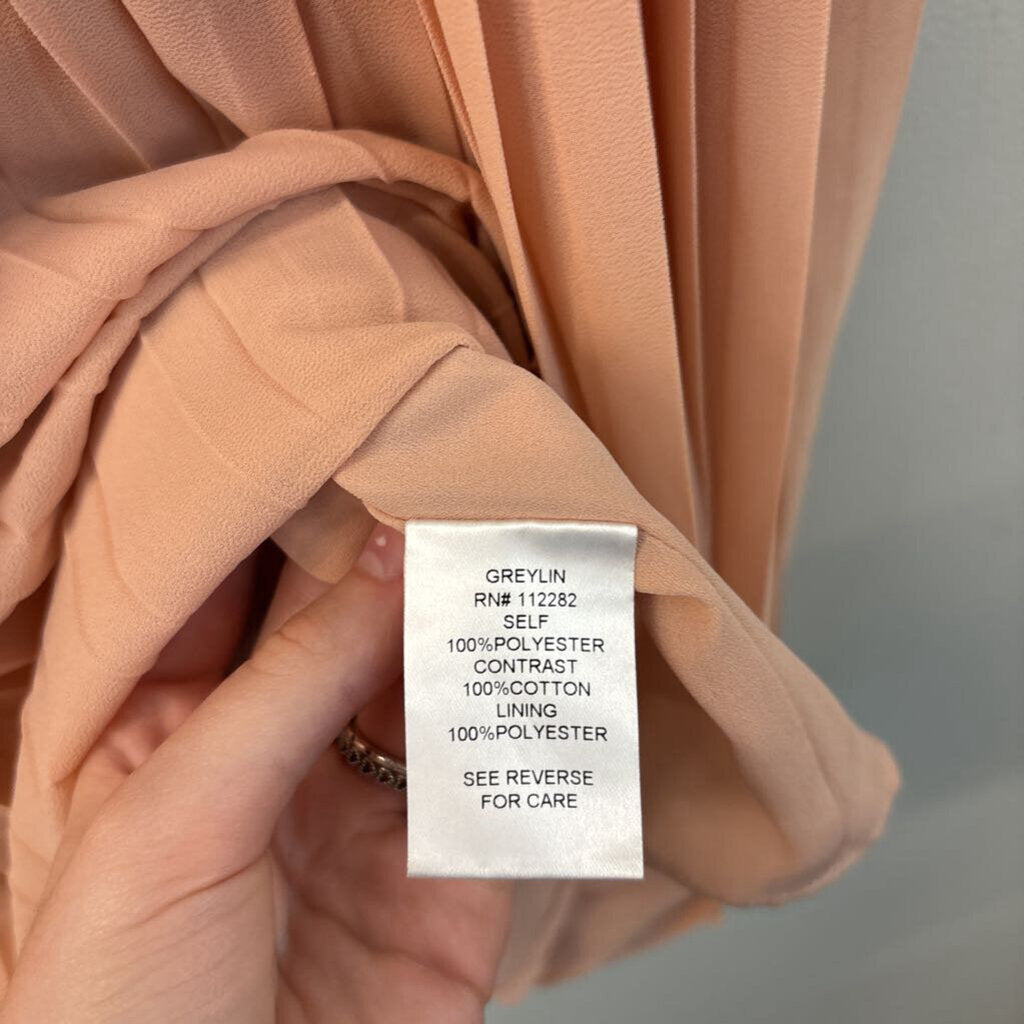 GREYLIN
RN# 112282
SELF
100%POLYESTER
CONTRAST
100%COTTON
LINING
100%POLYESTER
SEE REVERSE
FOR CARE